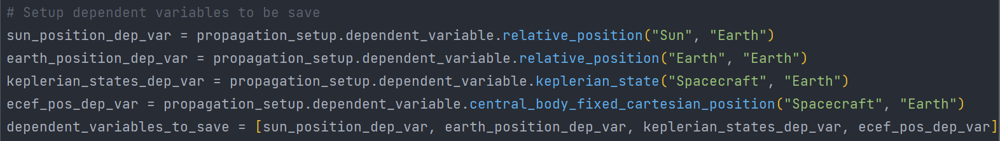 # Setup dependent variables to be save
sun_position_dep_var = propagation_setup.dependent_variable.relative_position("Sun", "Earth")
earth_position_dep_var = propagation_setup.dependent_variable.relative_position("Earth", "Earth")
keplerian_states_dep_var = propagation_setup.dependent_variable.keplerian_state("Spacecraft", "Earth")
ecef_pos_dep_var = propagation_setup.dependent_variable.central_body_fixed_cartesian_position("Spacecraft", "Earth")
dependent_variables_to_save = [sun_position_dep_var, earth_position_dep_var, keplerian_states_dep_var, ecef_pos_dep_var]